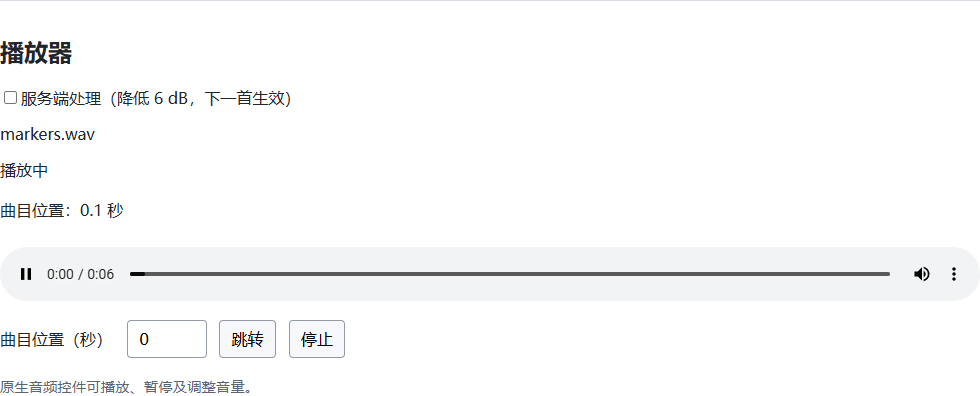 播放器
服务端处理（降低 6 dB，下一首生效）
markers.wav
播放中
曲目位置：0.1 秒
0:00 / 0:06
曲目位置（秒） 0 跳转 停止
原生音频控件可播放、暂停及调整音量。